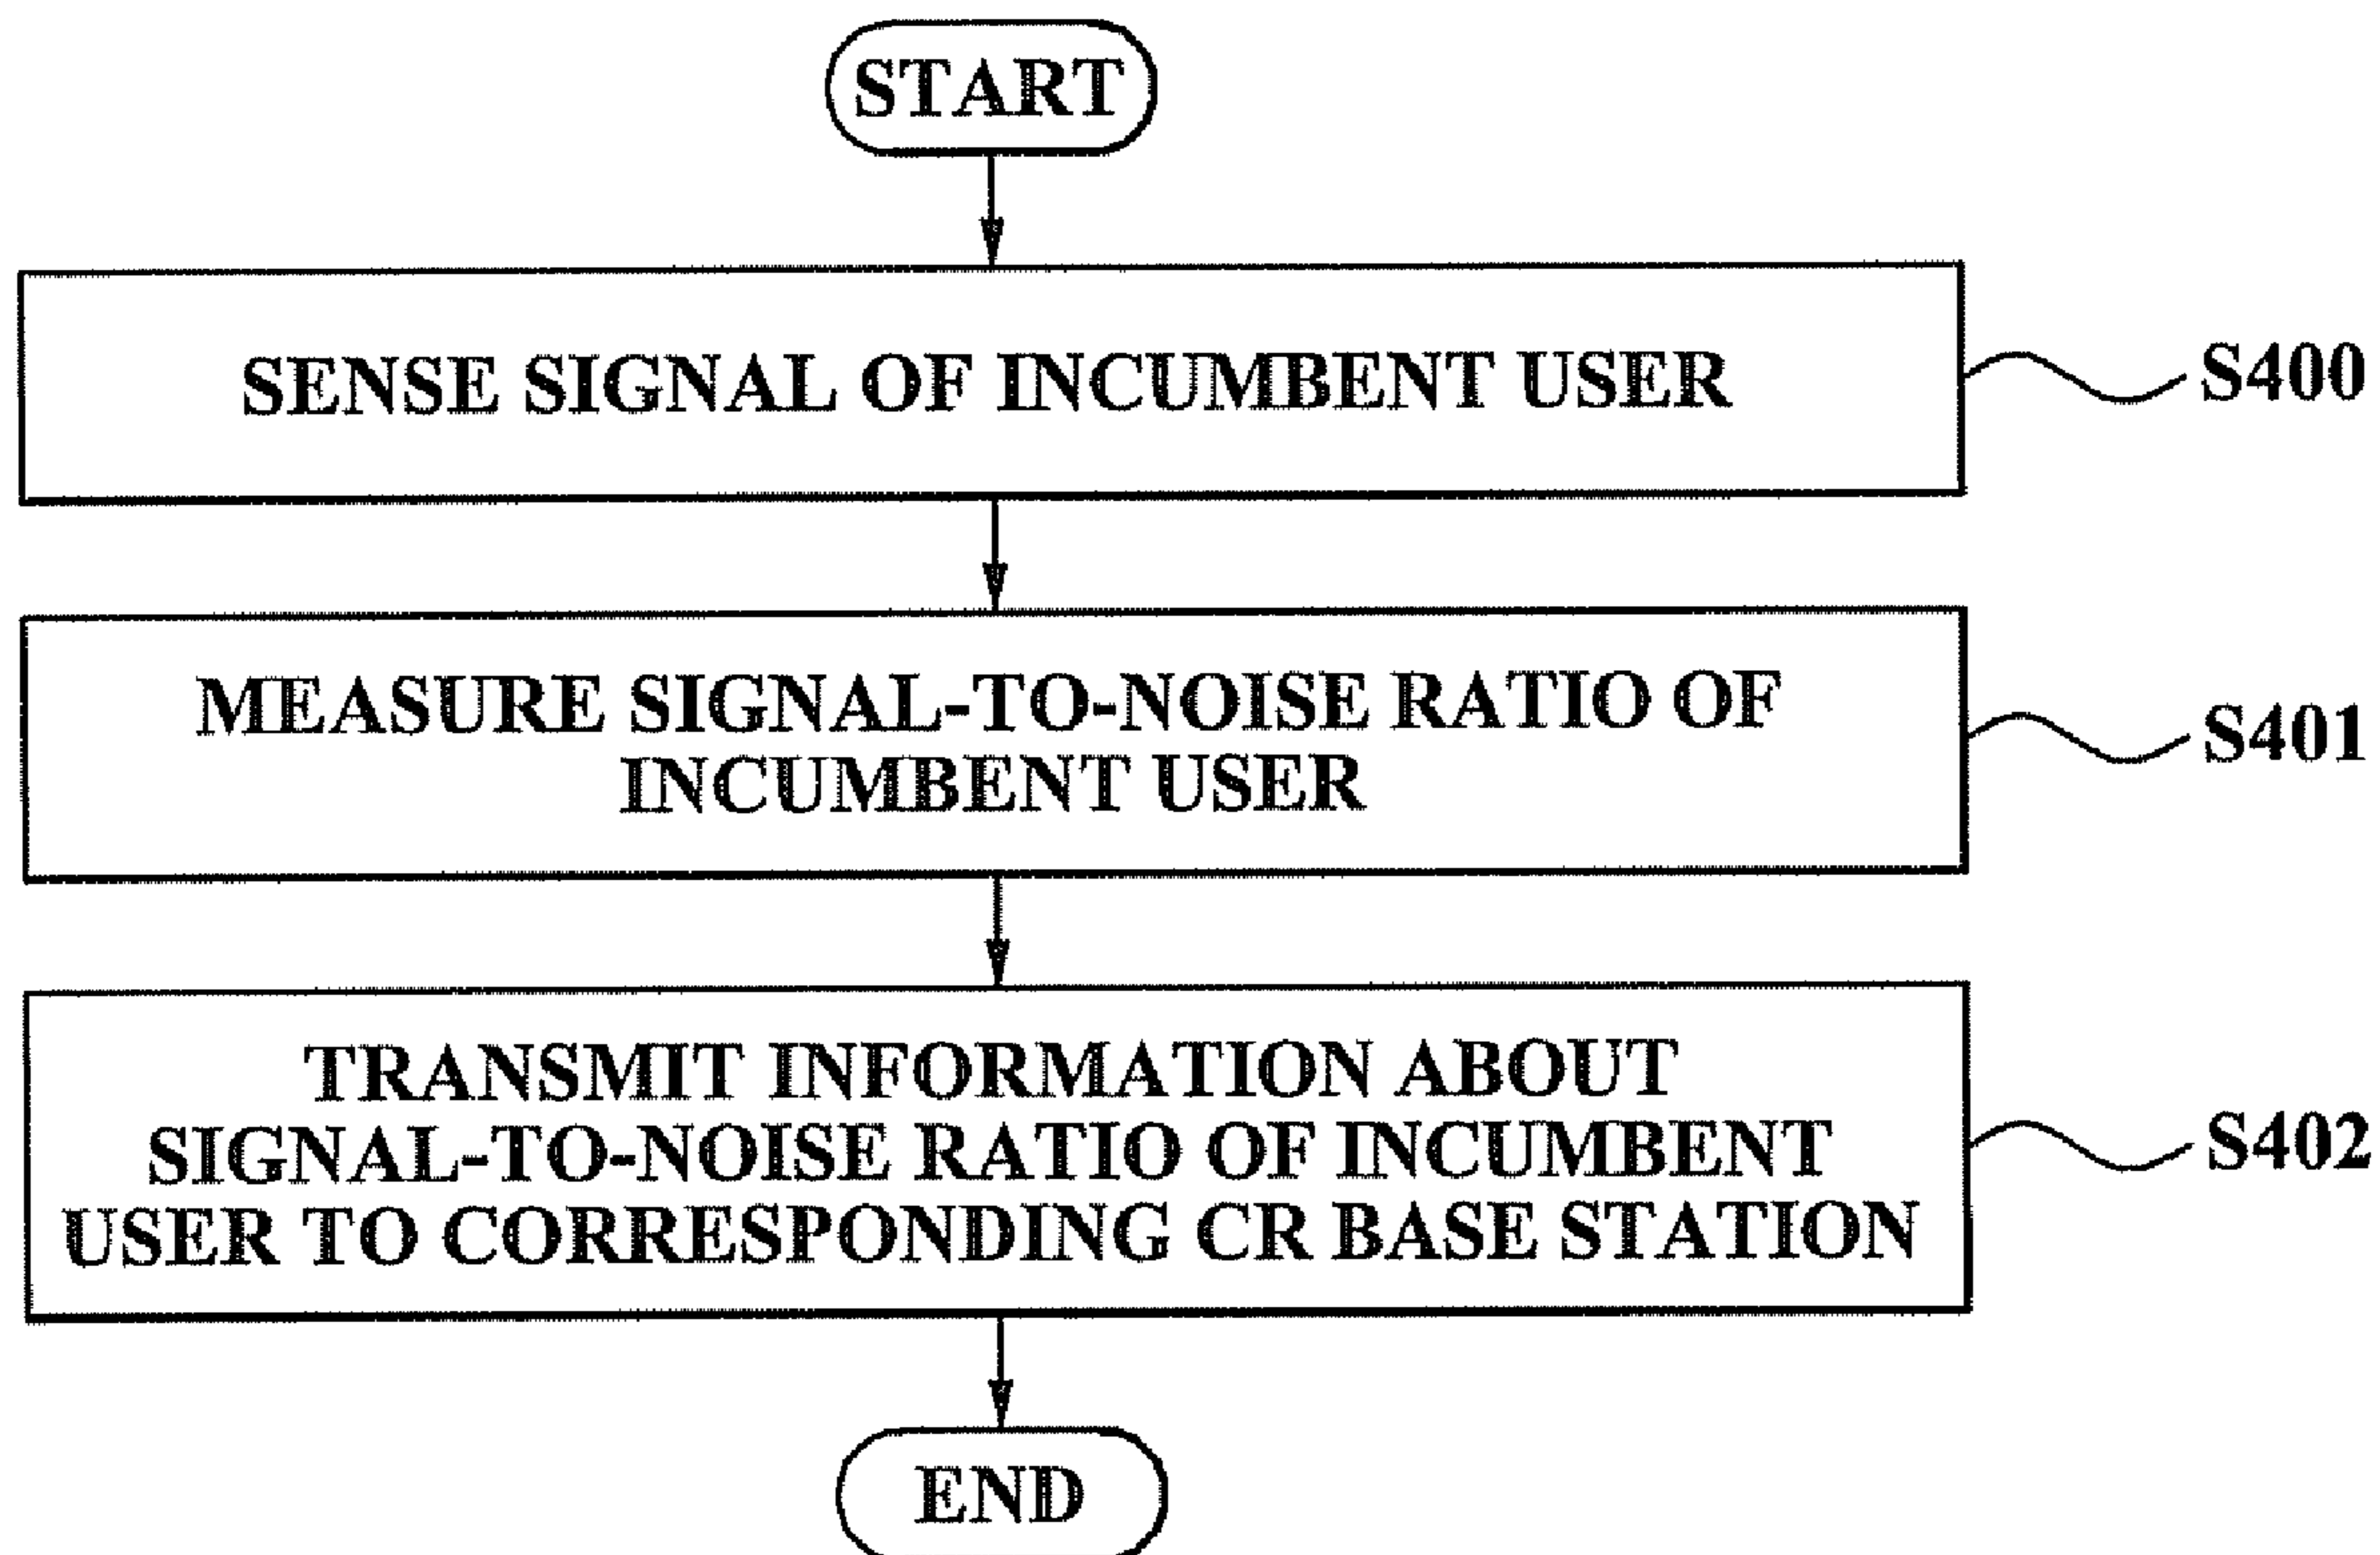 START
SENSE SIGNAL OF INCUMBENT USER
S400
MEASURE SIGNAL-TO-NOISE RATIO OF
INCUMBENT USER
S401
TRANSMIT INFORMATION ABOUT
SIGNAL-TO-NOISE RATIO OF INCUMBENT
USER TO CORRESPONDING CR BASE STATION
S402
END